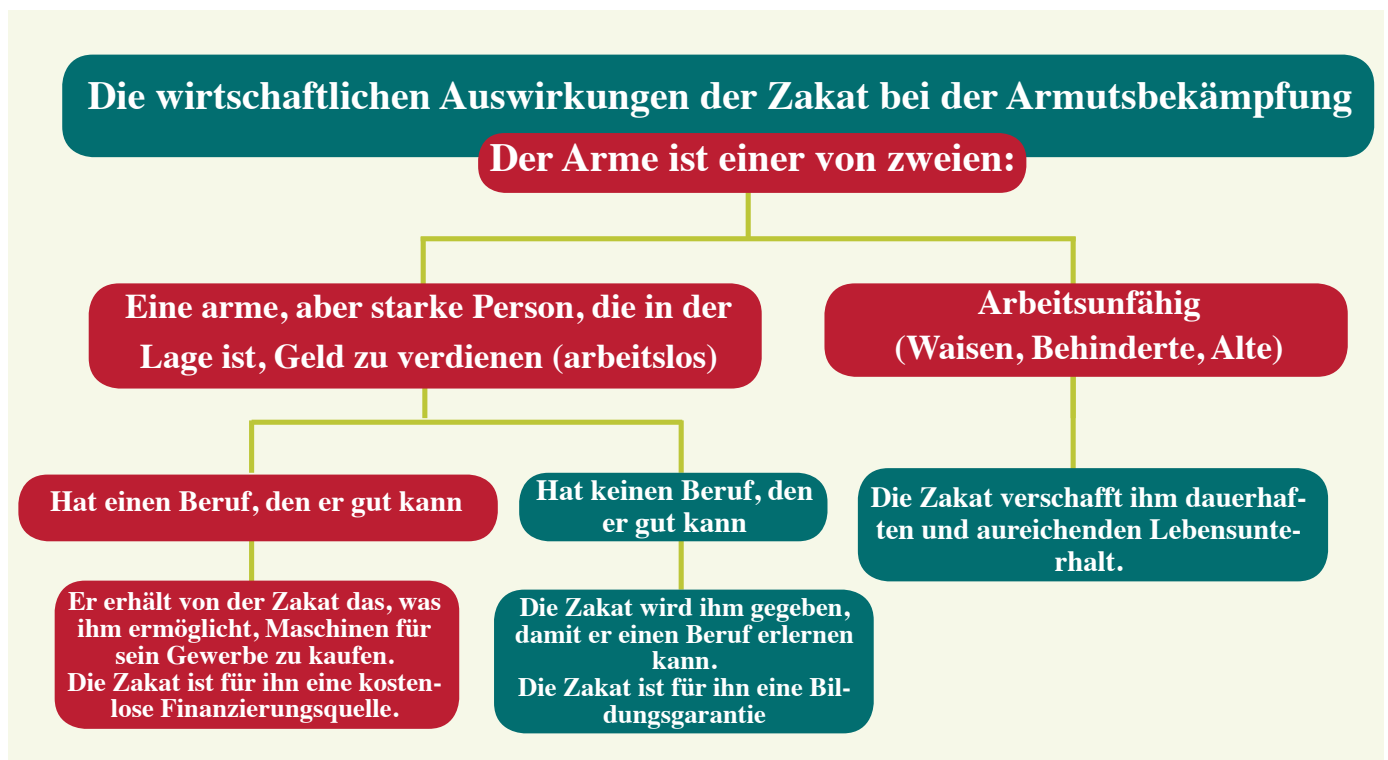 Die wirtschaftlichen Auswirkungen der Zakat bei der Armutsbekämpfung
Der Arme ist einer von zweien:
Eine arme, aber starke Person, die in der
Lage ist, Geld zu verdienen (arbeitslos)
Arbeitsunfähig
(Waisen, Behinderte, Alte)
Hat einen Beruf, den er gut kann
Hat keinen Beruf, den
er gut kann
Die Zakat verschafft ihm dauerhaf-
ten und aureichenden Lebensunte-
rhalt.
Er erhält von der Zakat das, was
ihm ermöglicht, Maschinen für
sein Gewerbe zu kaufen.
Die Zakat ist für ihn eine kosten-
lose Finanzierungsquelle.
Die Zakat wird ihm gegeben,
damit er einen Beruf erlernen
kann.
Die Zakat ist für ihn eine Bil-
dungsgarantie